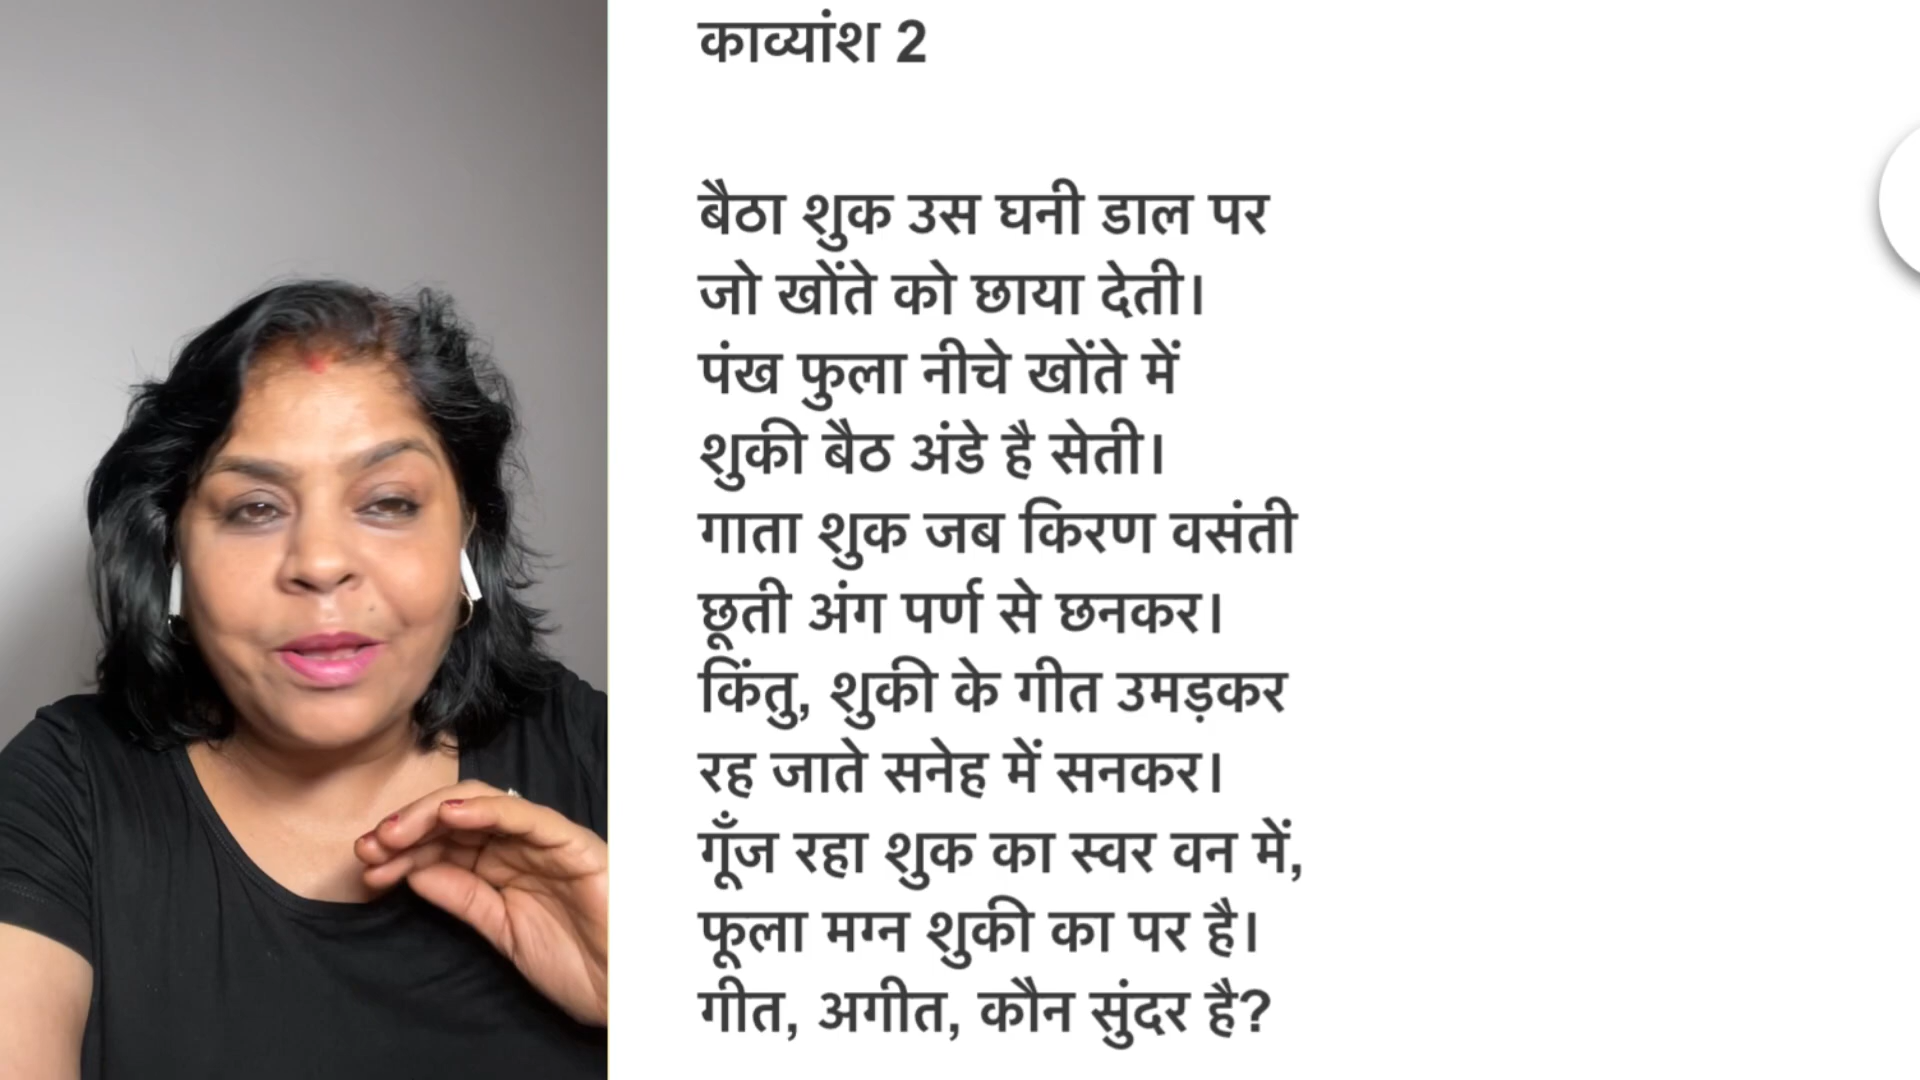 काव्यांश 2
बैठा शुक उस घनी डाल पर
जो खोंते को छाया देती।
पंख फुला नीचे खोंते में
शुकी बैठ अंडे है सेती।
गाता शुक जब किरण वसंती
छूती अंग पर्ण से छनकर।
किंतु, शुकी के गीत उमड़कर
रह जाते सनेह में सनकर।
गूँज रहा शुक का स्वर वन में,
फूला मग्न शुकी का पर है।
गीत, अगीत, कौन सुंदर है?